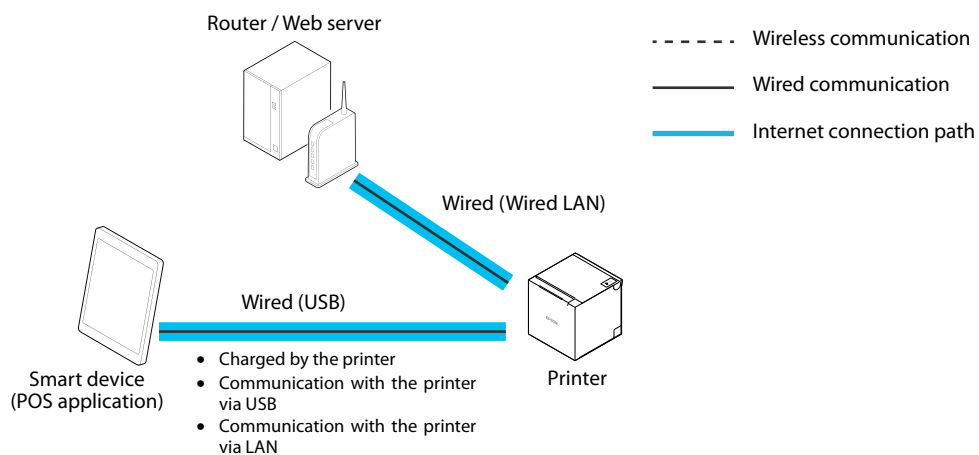 Router / Web server
Wireless communication
Wired communication
Internet connection path
Wired (Wired LAN)
Wired (USB)
• Charged by the printer
• Communication with the printer
via USB
• Communication with the printer
via LAN
Smart device
(POS application)
EPSON
Printer